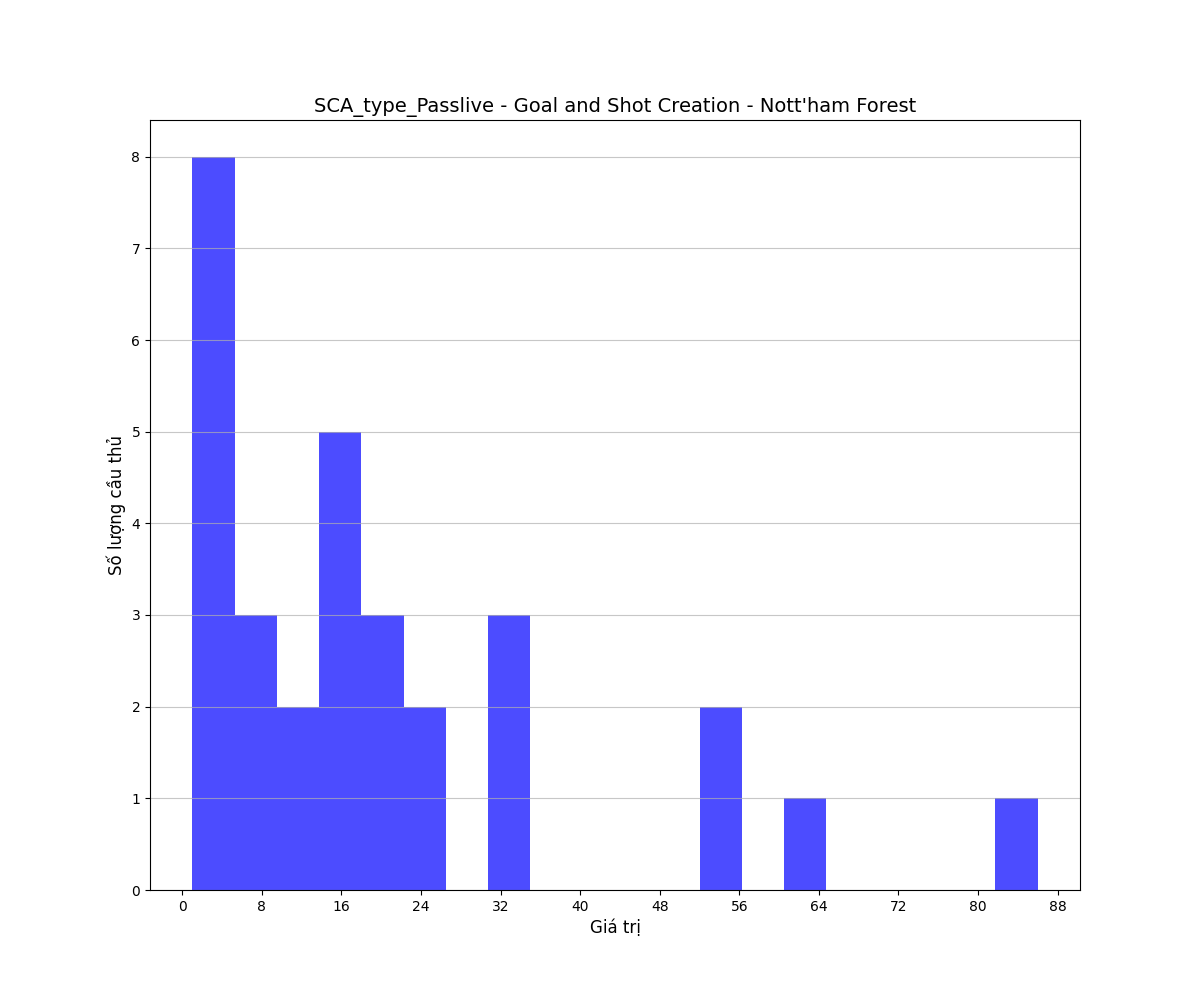 SCA_type_Passlive - Goal and Shot Creation - Nott'ham Forest
Số lượng cầu thủ
8
7
6
5
4
3
2
1
0
0 8 16 24 32 40 48 56 64 72 80 88
Giá trị